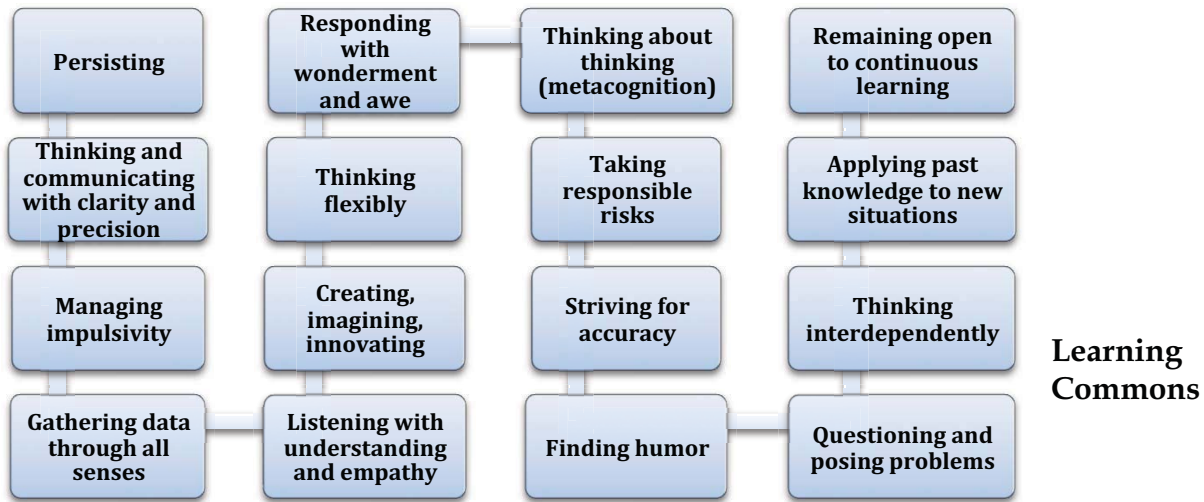 Persisting
Thinking and
communicating
with clarity and
precision
Managing
impulsivity
Gathering data
through all
senses
Listening with
understanding
and empathy
Creating,
imagining,
innovating
Thinking
flexibly
Responding
with
wonderment
and awe
Thinking about
thinking
(metacognition)
Taking
responsible
risks
Striving for
accuracy
Finding humor
Questioning and
posing problems
Thinking
interdependently
Applying past
knowledge to new
situations
Remaining open
to continuous
learning
Learning
Commons